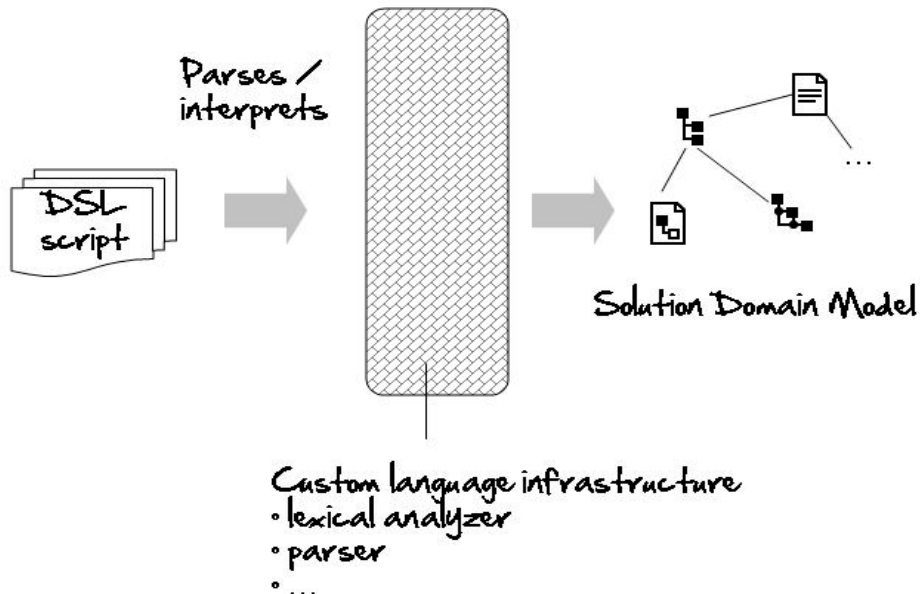 Parses /
interprets
DSL
script
...
Solution Domain Model
Custom language infrastructure
• lexical analyzer
• parser
• ...